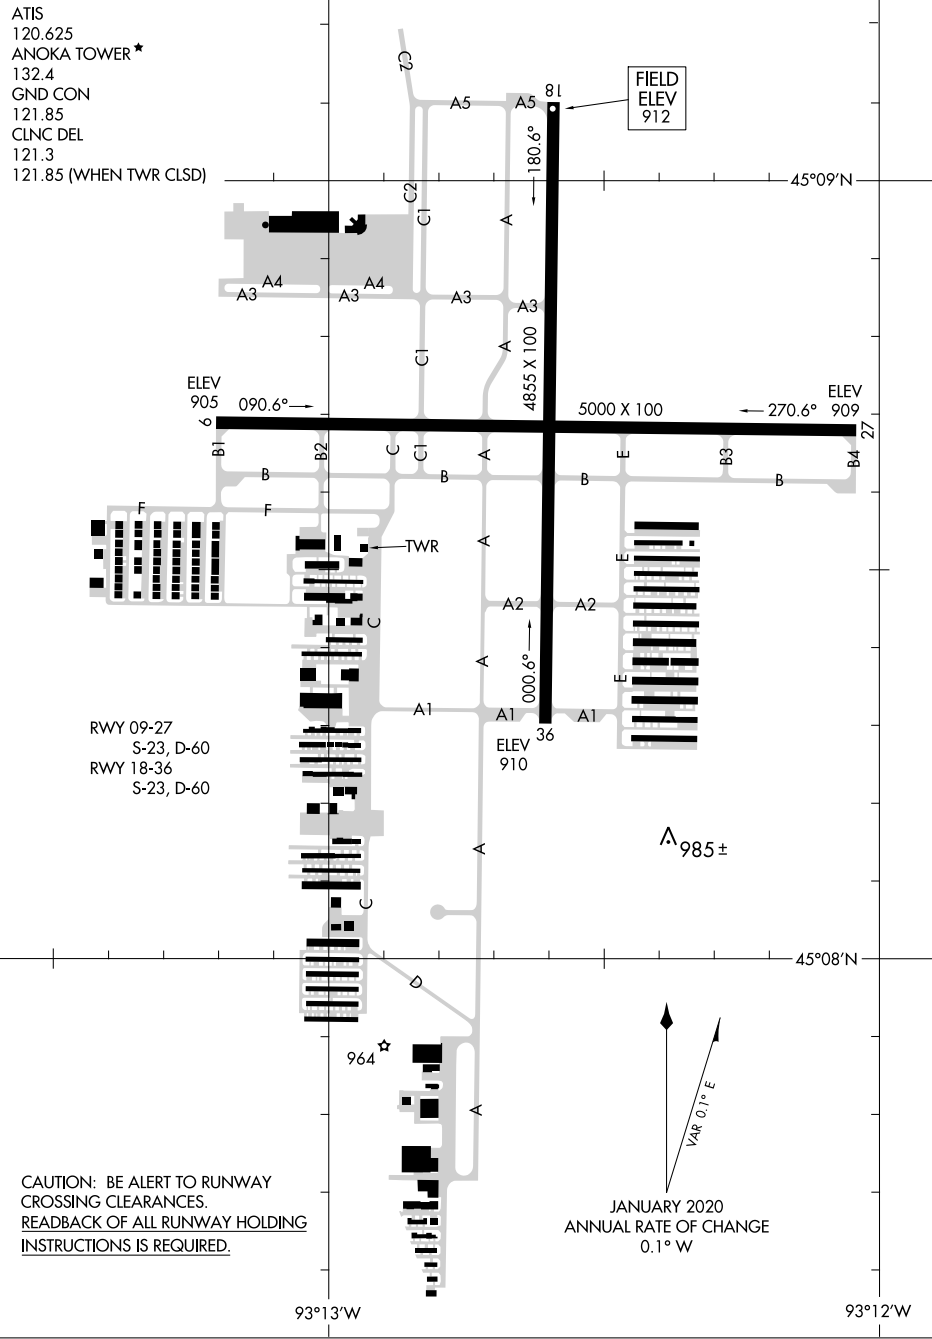 ATIS
120.625
ANOKA TOWER★
132.4
GND CON
121.85
CLNC DEL
121.3
121.85 (WHEN TWR CLSD)
C2
A5
A5
18
FIELD
ELEV
912
180.6°
45°09'N
C2
C1
A
A4
A4
A3
A3
A3
A3
C1
A
4855 X 100
ELEV
905
090.6°
5000 X 100
270.6°
ELEV
909
9
27
B1
B2
C
C1
A
E
B3
B4
B
B
B
B
F
F
TWR
A
E
A2
A2
C
A
000.6°
E
A1
A1
A1
36
ELEV
910
RWY 09-27
S-23, D-60
RWY 18-36
S-23, D-60
A
985±
C
45°08'N
D
964
A
VAR 0.1° E
CAUTION: BE ALERT TO RUNWAY
CROSSING CLEARANCES.
READBACK OF ALL RUNWAY HOLDING
INSTRUCTIONS IS REQUIRED.
JANUARY 2020
ANNUAL RATE OF CHANGE
0.1° W
93°13'W
93°12'W